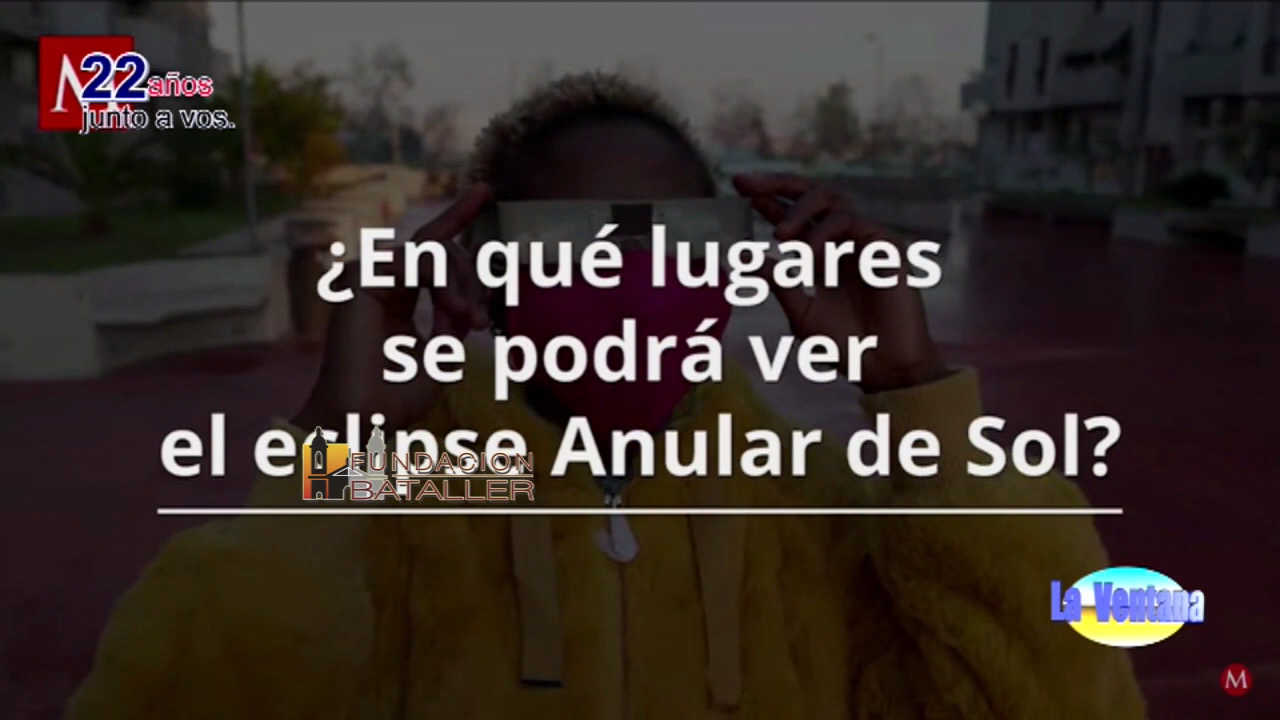 M
22 años
junto a vos.
¿En qué lugares
se podrá ver
el eclipse Anular de Sol?
FUNDACION
BATALLER
La Ventana
M